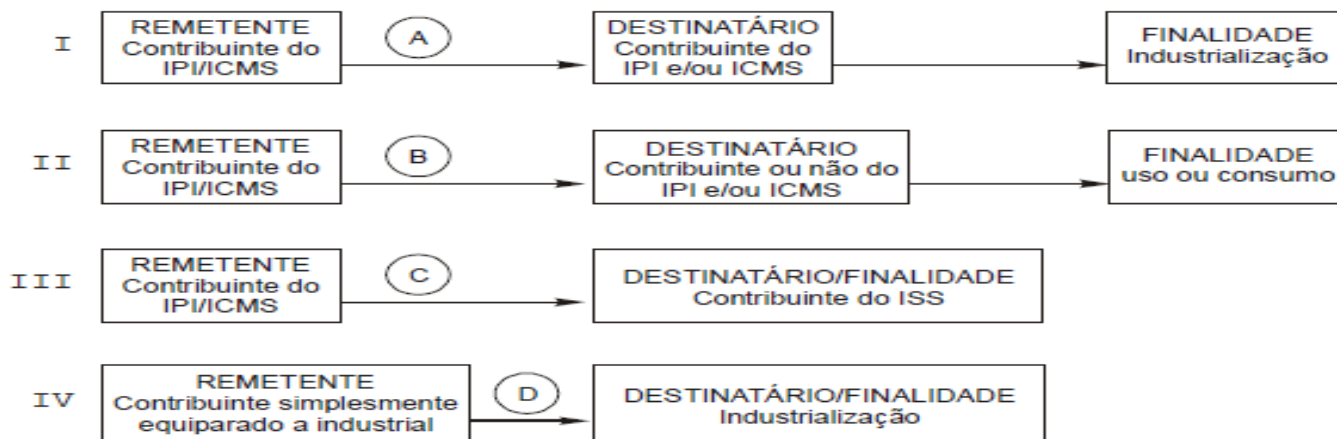 I
REMETENTE
Contribuinte do
IPI/ICMS
A
DESTINATÁRIO
Contribuinte do
IPI e/ou ICMS
FINALIDADE
Industrialização
II
REMETENTE
Contribuinte do
IPI/ICMS
B
DESTINATÁRIO
Contribuinte ou não do
IPI e/ou ICMS
FINALIDADE
uso ou consumo
III
REMETENTE
Contribuinte do
IPI/ICMS
C
DESTINATÁRIO/FINALIDADE
Contribuinte do ISS
IV
REMETENTE
Contribuinte simplesmente
equiparado a industrial
D
DESTINATÁRIO/FINALIDADE
Industrialização